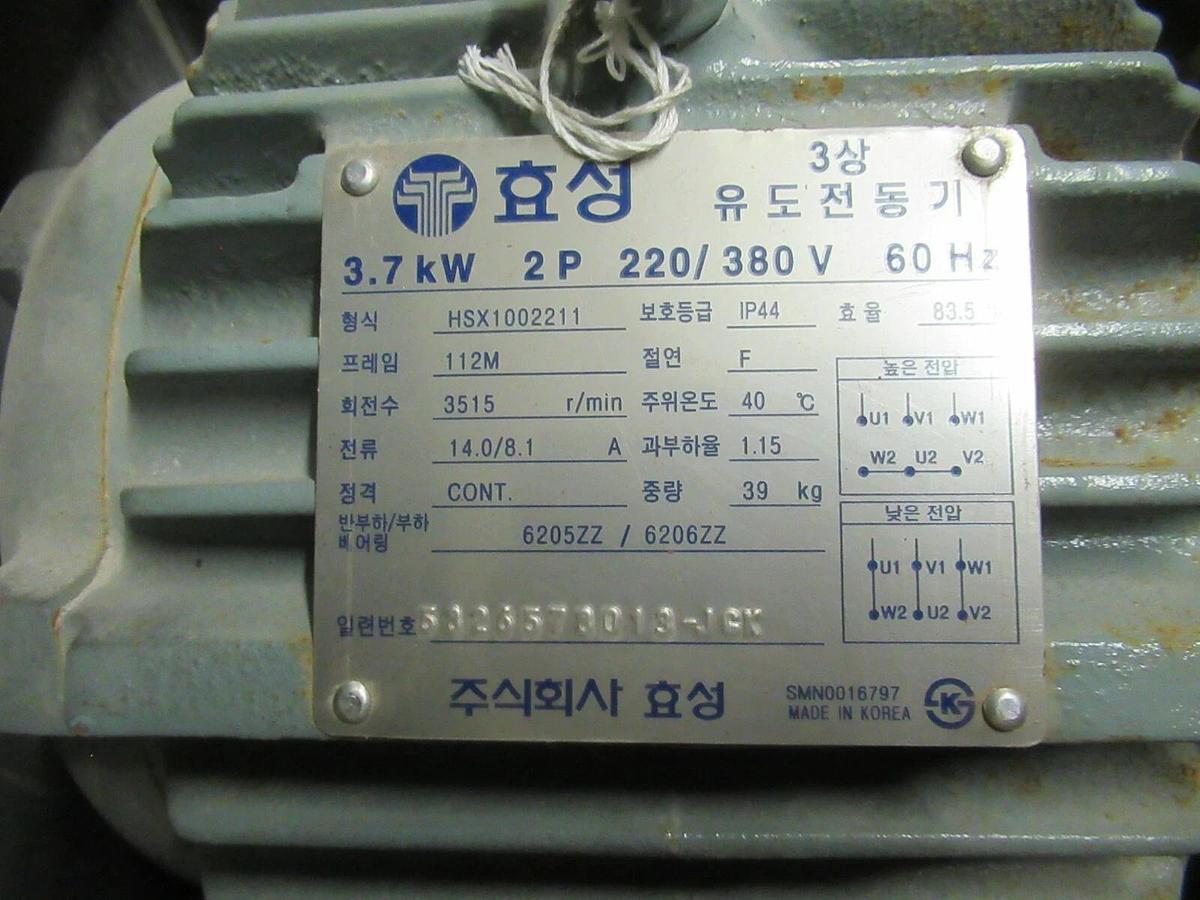 효성 3상
유도전동기
3.7 kW 2 P 220/380 V 60 Hz
형식 HSX1002211 보호등급 IP44 효율 83.5
프레임 112M 절연 F
회전수 3515 r/min 주위온도 40 ℃
전류 14.0/8.1 A 과부하율 1.15
정격 CONT. 중량 39 kg
반부하/부하
베어링 6205ZZ / 6206ZZ
높은 전압
U1 V1 W1
W2 U2 V2
낮은 전압
U1 V1 W1
W2 U2 V2
일련번호
주식회사 효성
SMN0016797
MADE IN KOREA
K